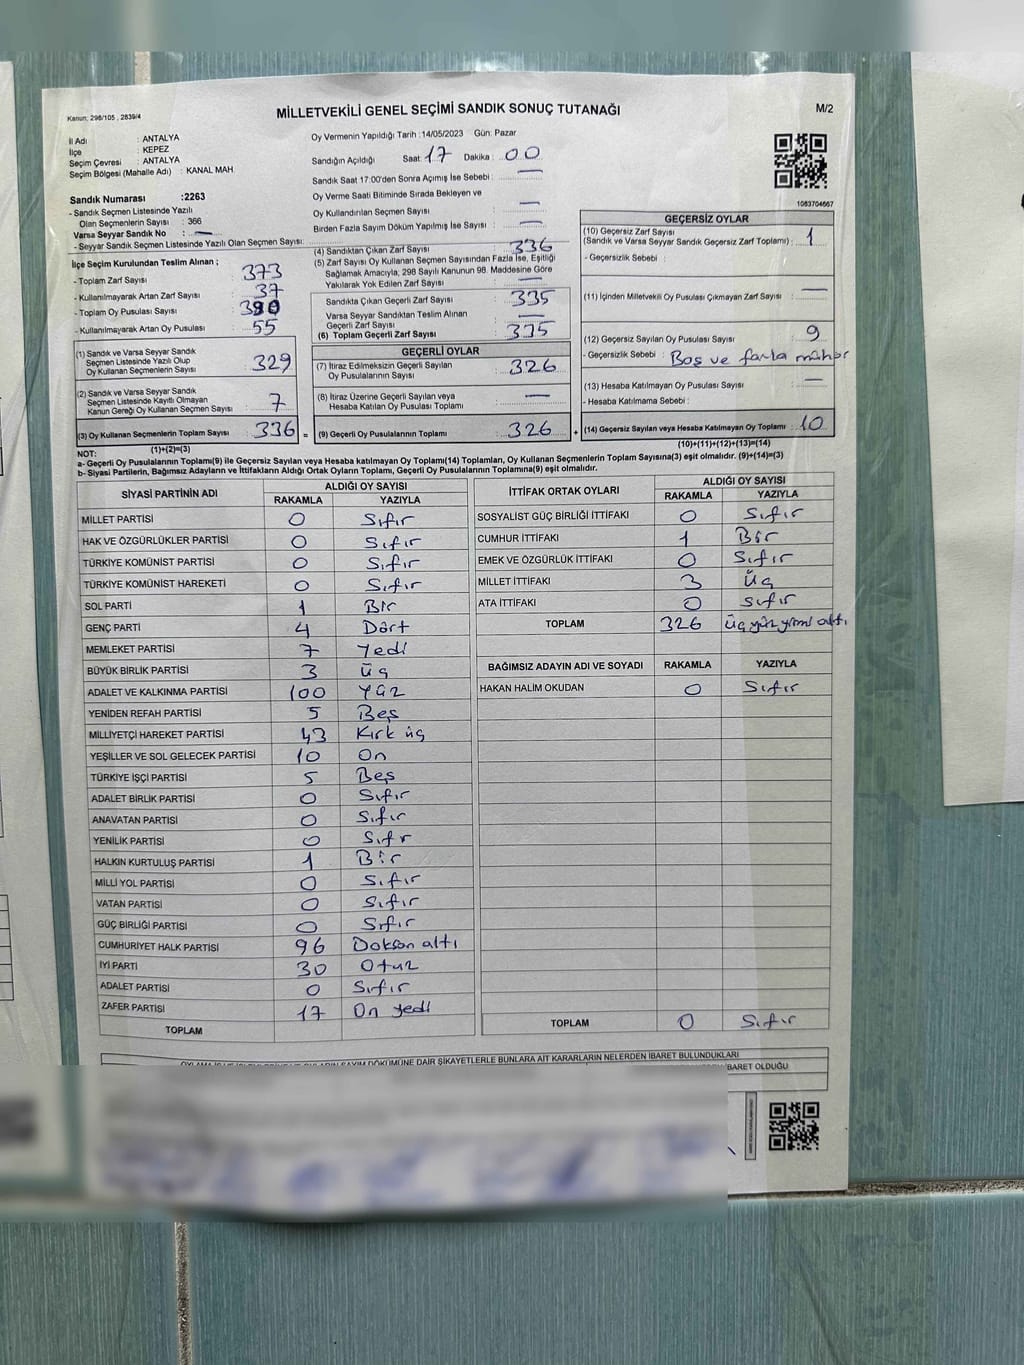 Kanun: 298/105 , 2839/4
MİLLETVEKİLİ GENEL SEÇİMİ SANDIK SONUÇ TUTANAĞI
M/2
İl Adı : ANTALYA
İlçe : KEPEZ
Seçim Çevresi : ANTALYA
Seçim Bölgesi (Mahalle Adı) : KANAL MAH.
Sandık Numarası :2263
- Sandık Seçmen Listesinde Yazılı
Olan Seçmenlerin Sayısı : 366
Varsa Seyyar Sandık No : —
- Seyyar Sandık Seçmen Listesinde Yazılı Olan Seçmen Sayısı:
Oy Vermenin Yapıldığı Tarih :14/05/2023 Gün: Pazar
Sandığın Açıldığı Saat: 17 Dakika : 00
Sandık Saat 17:00'den Sonra Açımış İse Sebebi : —
Oy Verme Saati Bitiminde Sırada Bekleyen ve
Oy Kullandırılan Seçmen Sayısı : —
Birden Fazla Sayım Döküm Yapılmış İse Sayısı : —
1083704667
İlçe Seçim Kurulundan Teslim Alınan ;
- Toplam Zarf Sayısı : 373
- Kullanılmayarak Artan Zarf Sayısı : 37
- Toplam Oy Pusulası Sayısı : 390
- Kullanılmayarak Artan Oy Pusulası : 55
(1) Sandık ve Varsa Seyyar Sandık
Seçmen Listesinde Yazılı Olup
Oy Kullanan Seçmenlerin Sayısı : 329
(2) Sandık ve Varsa Seyyar Sandık
Seçmen Listesinde Kayıtlı Olmayan
Kanun Gereği Oy Kullanan Seçmen Sayısı : 7
(3) Oy Kullanan Seçmenlerin Toplam Sayısı : 336 =
(1)+(2)=(3)
(4) Sandıktan Çıkan Zarf Sayısı : 336
(5) Zarf Sayısı Oy Kullanan Seçmen Sayısından Fazla İse, Eşitliği
Sağlamak Amacıyla, 298 Sayılı Kanunun 98. Maddesine Göre
Yakılarak Yok Edilen Zarf Sayısı : —
Sandıkta Çıkan Geçerli Zarf Sayısı : 335
Varsa Seyyar Sandıktan Teslim Alınan
Geçerli Zarf Sayısı : —
(6) Toplam Geçerli Zarf Sayısı : 335
GEÇERLİ OYLAR
(7) İtiraz Edilmeksizin Geçerli Sayılan
Oy Pusulalarının Sayısı : 326
(8) İtiraz Üzerine Geçerli Sayılan veya
Hesaba Katılan Oy Pusulası Toplamı : —
(9) Geçerli Oy Pusulalarının Toplamı : 326 +
GEÇERSİZ OYLAR
(10) Geçersiz Zarf Sayısı
(Sandık ve Varsa Seyyar Sandık Geçersiz Zarf Toplamı) : 1
- Geçersizlik Sebebi :
(11) İçinden Milletvekili Oy Pusulası Çıkmayan Zarf Sayısı : —
(12) Geçersiz Sayılan Oy Pusulası Sayısı : 9
- Geçersizlik Sebebi : Boş ve fazla mühür
(13) Hesaba Katılmayan Oy Pusulası Sayısı : —
- Hesaba Katılmama Sebebi :
(14) Geçersiz Sayılan veya Hesaba Katılmayan Oy Toplamı : 10
(10)+(11)+(12)+(13)=(14)
NOT:
a- Geçerli Oy Pusulalarının Toplamı(9) ile Geçersiz Sayılan veya Hesaba katılmayan Oy Toplamı(14) Toplamları, Oy Kullanan Seçmenlerin Toplam Sayısına(3) eşit olmalıdır. (9)+(14)=(3)
b- Siyasi Partilerin, Bağımsız Adayların ve İttifakların Aldığı Ortak Oyların Toplamı, Geçerli Oy Pusulalarının Toplamına(9) eşit olmalıdır.
SİYASİ PARTİNİN ADI ALDIĞI OY SAYISI
RAKAMLA YAZIYLA
MİLLET PARTİSİ 0 Sıfır
HAK VE ÖZGÜRLÜKLER PARTİSİ 0 Sıfır
TÜRKİYE KOMÜNİST PARTİSİ 0 Sıfır
TÜRKİYE KOMÜNİST HAREKETİ 0 Sıfır
SOL PARTİ 1 Bir
GENÇ PARTİ 4 Dört
MEMLEKET PARTİSİ 7 Yedi
BÜYÜK BİRLİK PARTİSİ 3 Üç
ADALET VE KALKINMA PARTİSİ 100 Yüz
YENİDEN REFAH PARTİSİ 5 Beş
MİLLİYETÇİ HAREKET PARTİSİ 43 Kırk üç
YEŞİLLER VE SOL GELECEK PARTİSİ 10 On
TÜRKİYE İŞÇİ PARTİSİ 5 Beş
ADALET BİRLİK PARTİSİ 0 Sıfır
ANAVATAN PARTİSİ 0 Sıfır
YENİLİK PARTİSİ 0 Sıfr
HALKIN KURTULUŞ PARTİSİ 1 Bir
MİLLİ YOL PARTİSİ 0 Sıfır
VATAN PARTİSİ 0 Sıfır
GÜÇ BİRLİĞİ PARTİSİ 0 Sıfır
CUMHURİYET HALK PARTİSİ 96 Doksan altı
İYİ PARTİ 30 Otuz
ADALET PARTİSİ 0 Sıfır
ZAFER PARTİSİ 17 On yedi
TOPLAM
İTTİFAK ORTAK OYLARI ALDIĞI OY SAYISI
RAKAMLA YAZIYLA
SOSYALİST GÜÇ BİRLİĞİ İTTİFAKI 0 Sıfır
CUMHUR İTTİFAKI 1 Bir
EMEK VE ÖZGÜRLÜK İTTİFAKI 0 Sıfır
MİLLET İTTİFAKI 3 Üç
ATA İTTİFAKI 0 Sıfır
TOPLAM 326 üç yüz yirmi altı
BAĞIMSIZ ADAYIN ADI VE SOYADI RAKAMLA YAZIYLA
HAKAN HALİM OKUDAN 0 Sıfır
TOPLAM 0 Sıfır
DÖKÜMÜNE DAİR ŞİKAYETLERLE BUNLARA AİT KARARLARIN NELERDEN İBARET BULUNDUKLARI
BARET OLDUĞU